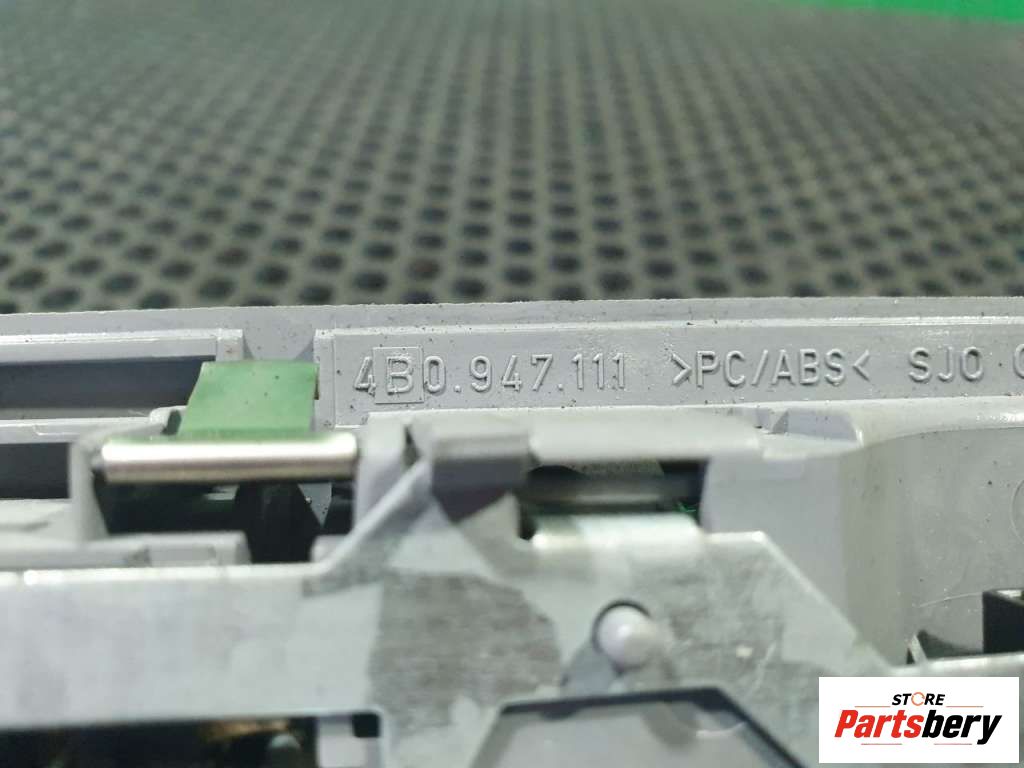 4B0.947.111 >PC/ABS< SJO
STORE
Partsbery